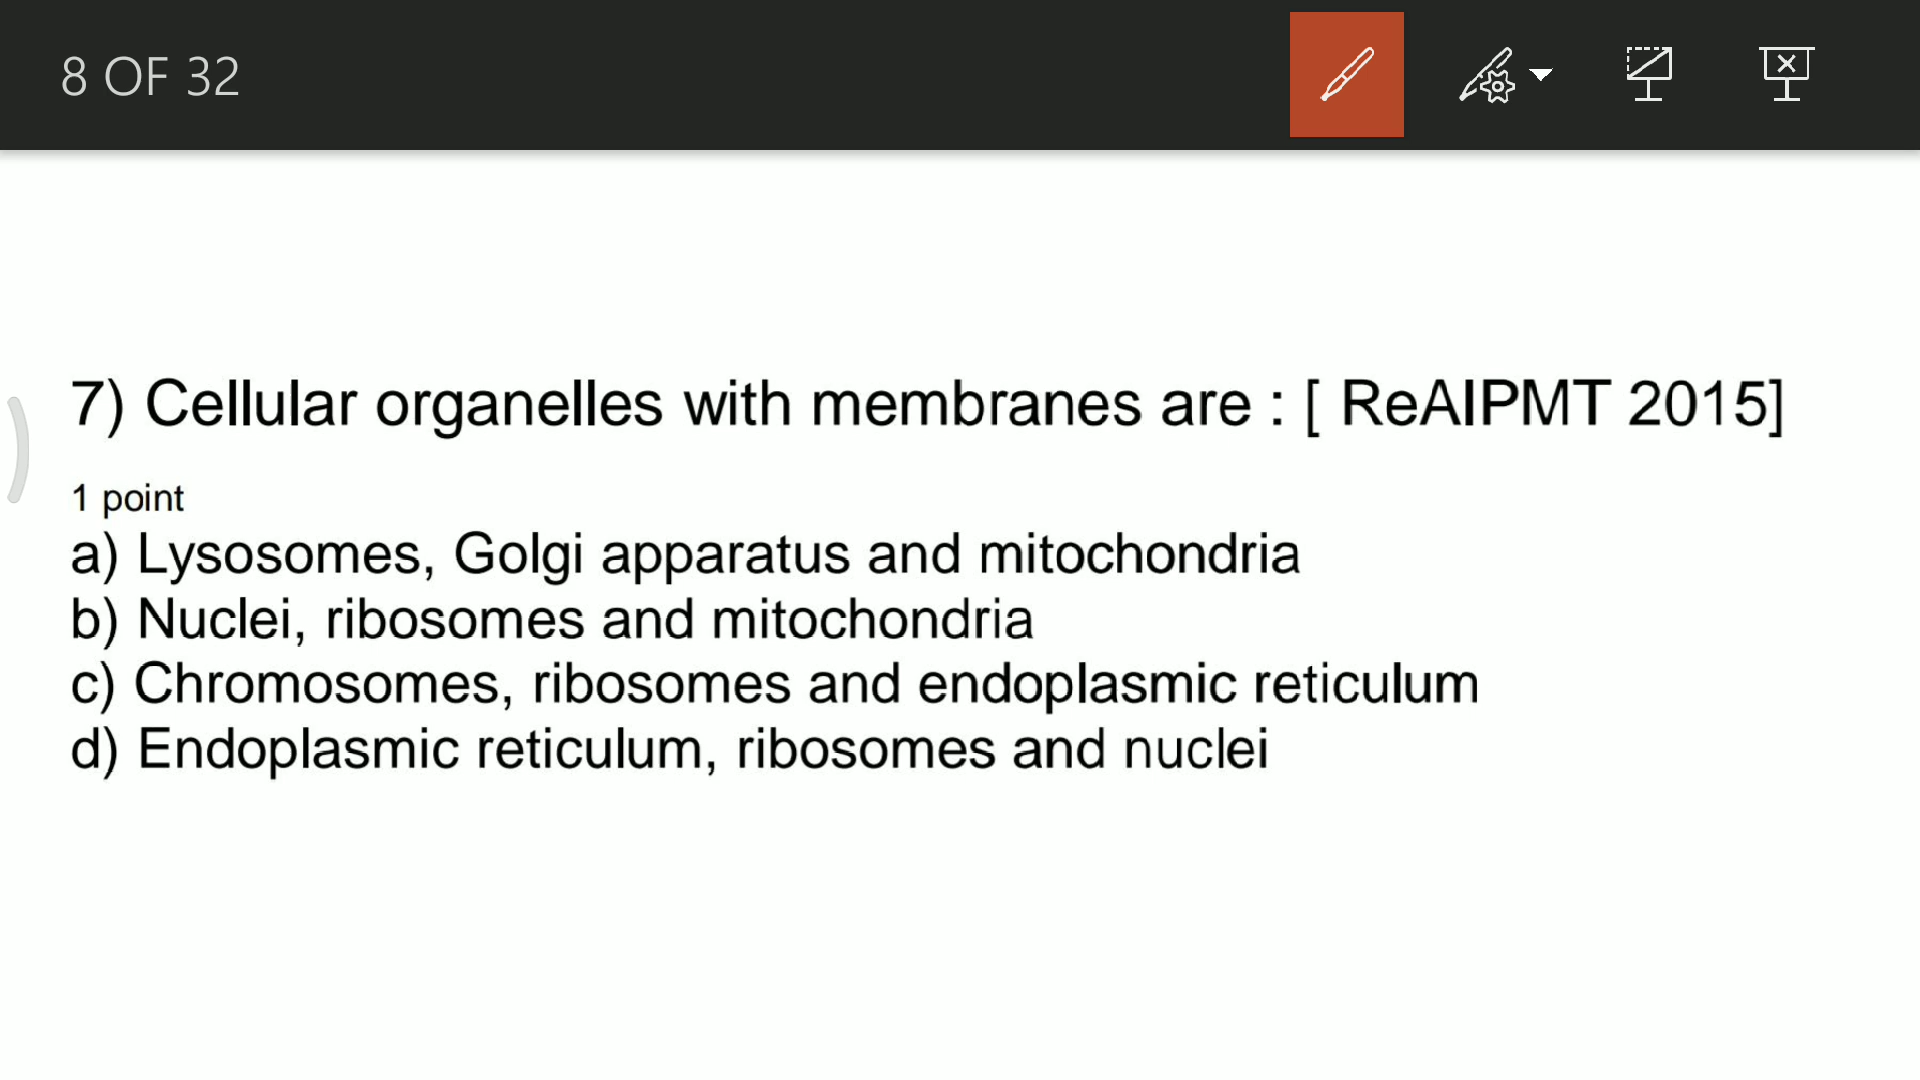 8 OF 32
7) Cellular organelles with membranes are : [ ReAIPMT 2015]
1 point
a) Lysosomes, Golgi apparatus and mitochondria
b) Nuclei, ribosomes and mitochondria
c) Chromosomes, ribosomes and endoplasmic reticulum
d) Endoplasmic reticulum, ribosomes and nuclei